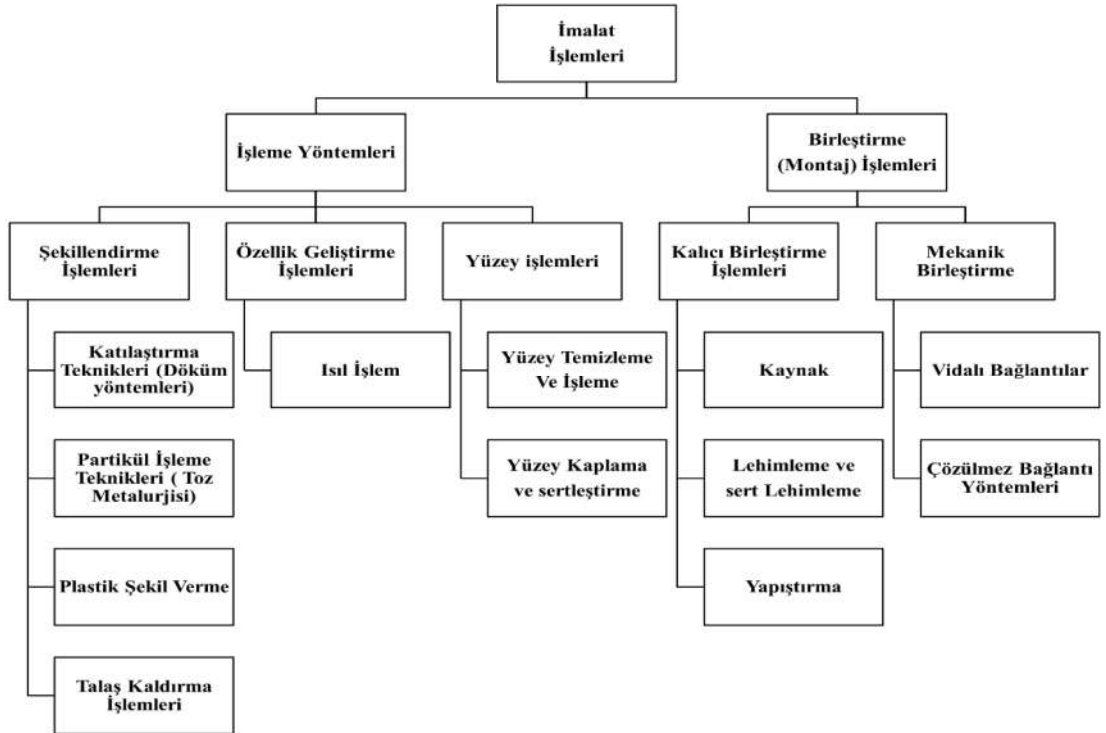 İmalat
İşlemleri
İşleme Yöntemleri
Birleştirme
(Montaj) İşlemleri
Şekillendirme
İşlemleri
Özellik Geliştirme
İşlemleri
Yüzey işlemleri
Kalıcı Birleştirme
İşlemleri
Mekanik
Birleştirme
Katılaştırma
Teknikleri (Döküm
yöntemleri)
Isıl İşlem
Yüzey Temizleme
Ve İşleme
Kaynak
Vidalı Bağlantılar
Partikül İşleme
Teknikleri ( Toz
Metalurjisi)
Yüzey Kaplama
ve sertleştirme
Lehimleme ve
sert Lehimleme
Çözülmez Bağlantı
Yöntemleri
Plastik Şekil Verme
Yapıştırma
Talaş Kaldırma
İşlemleri